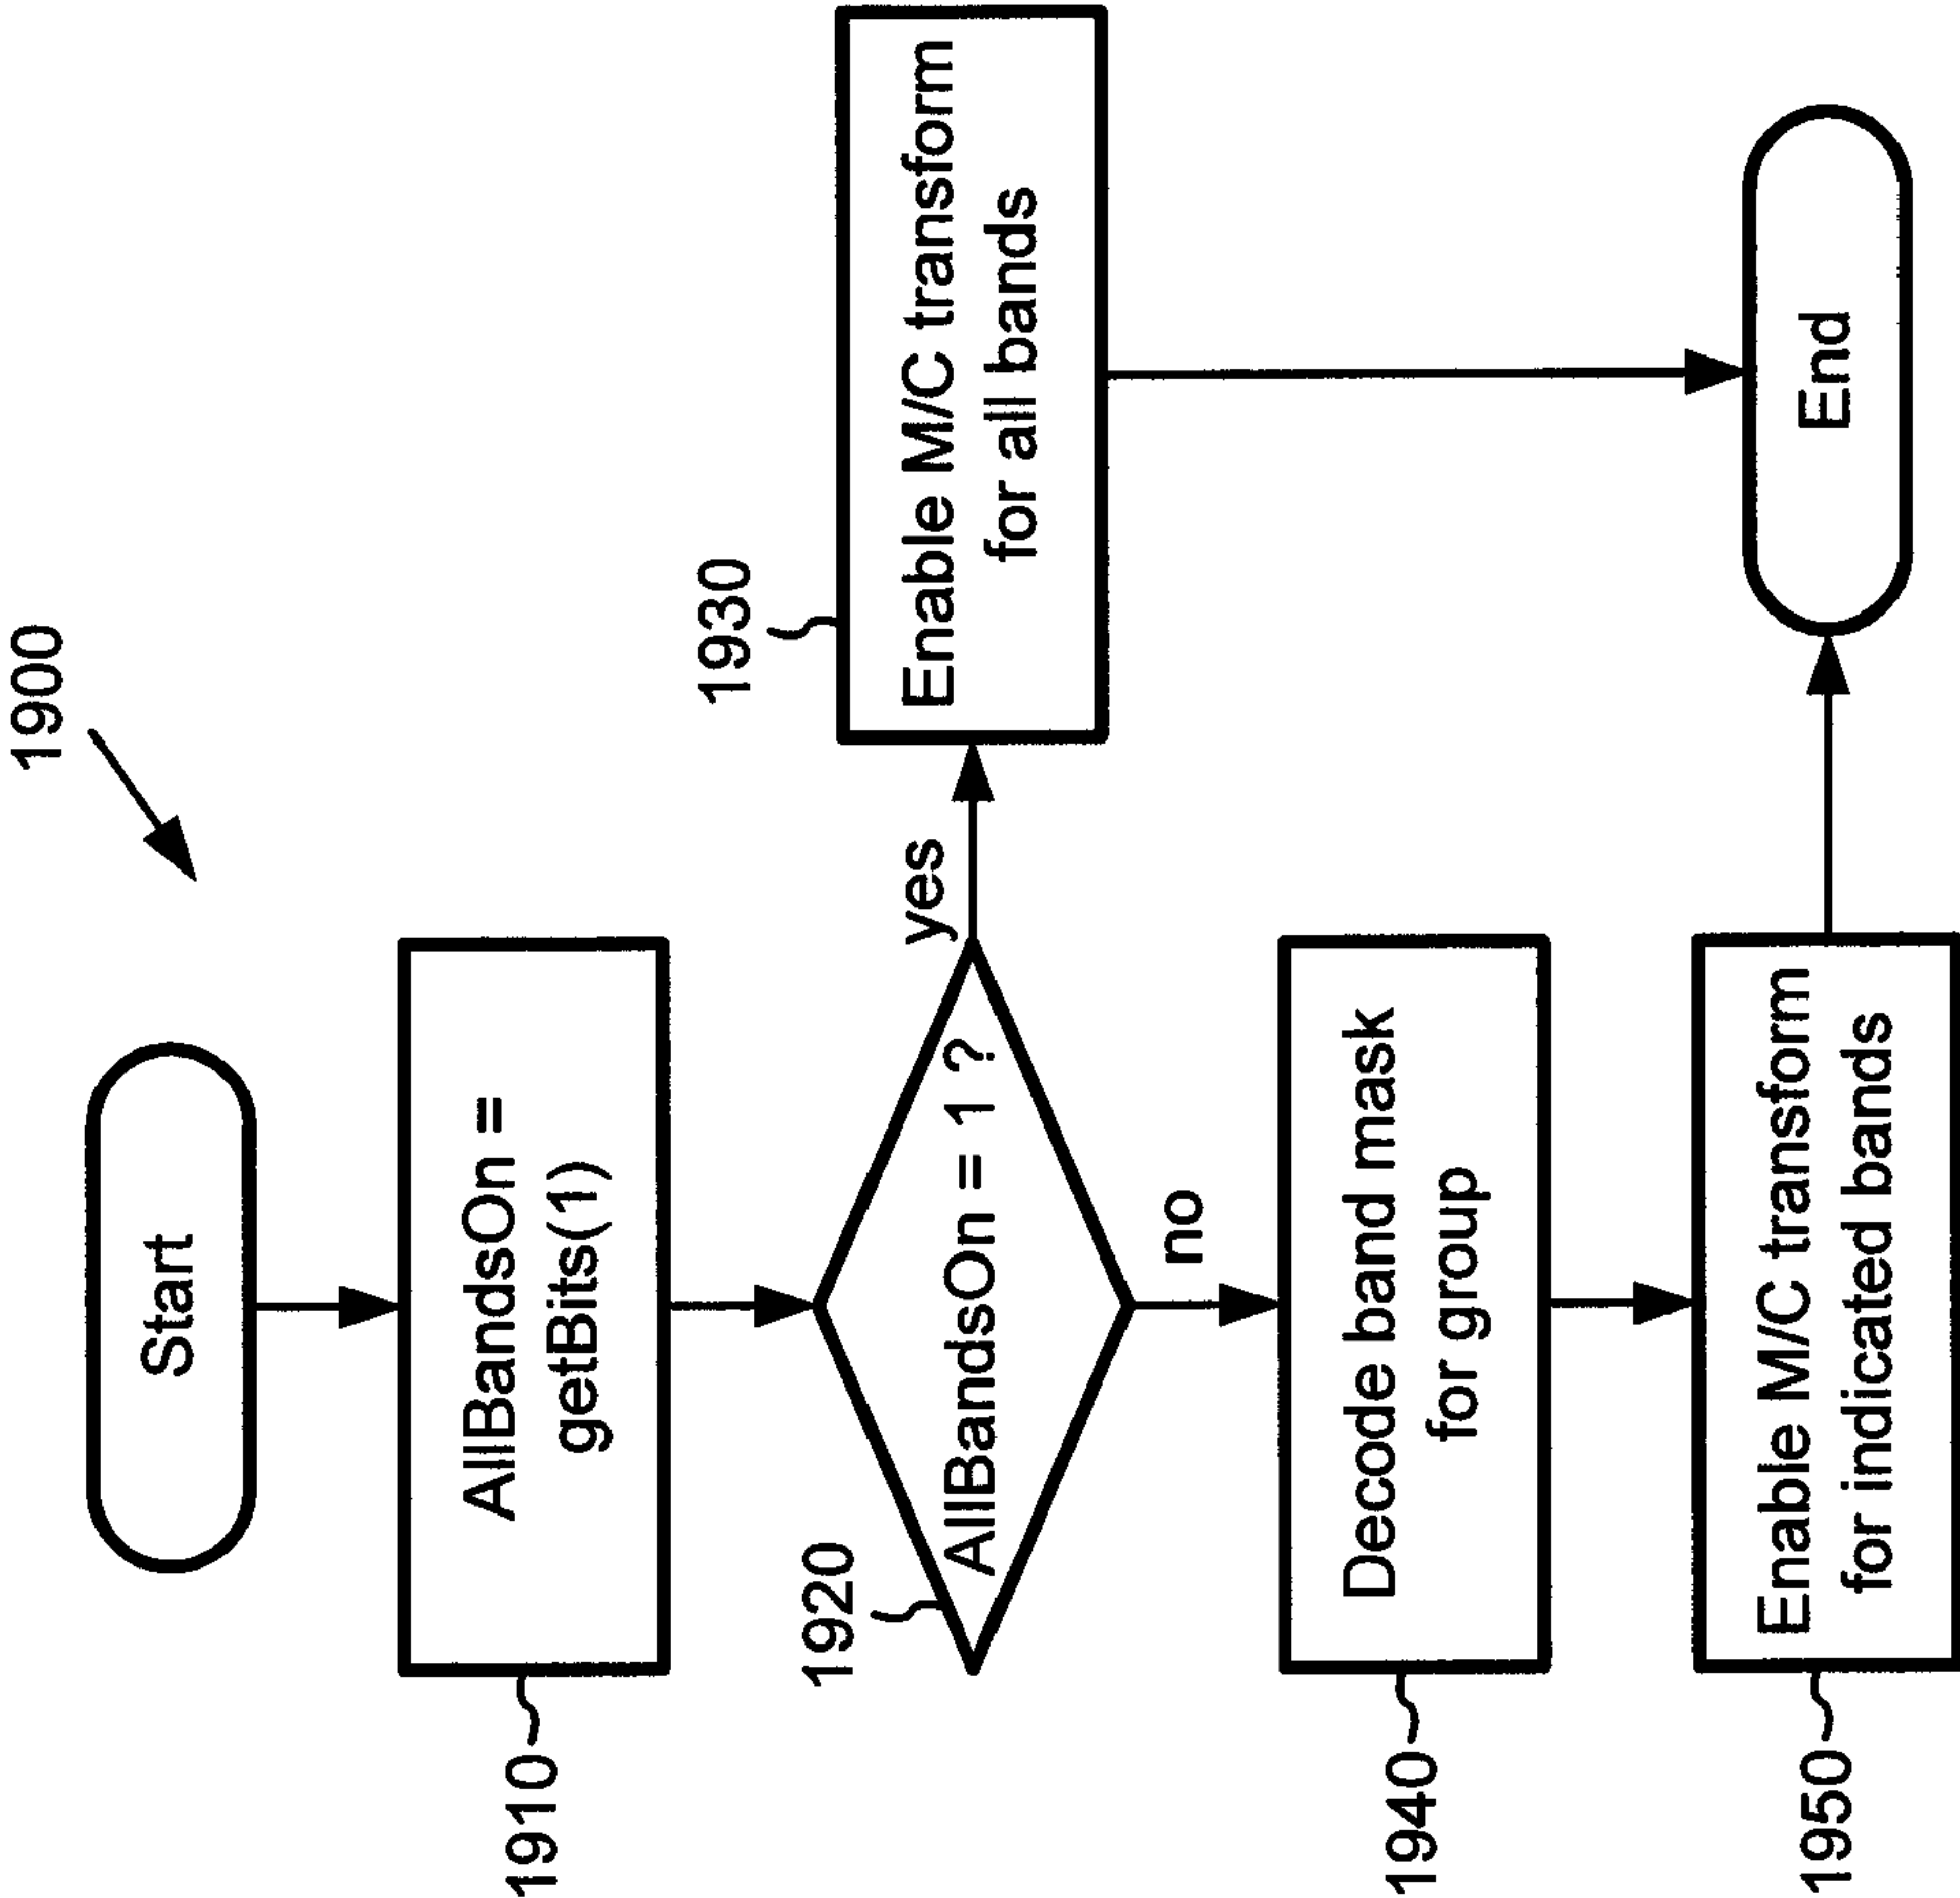 1900
Start
1910
AllBandsOn =
getBits(1)
1920
AllBandsOn = 1 ?
yes
1930
Enable M/C transform
for all bands
no
1940
Decode band mask
for group
1950
Enable M/C transform
for indicated bands
End